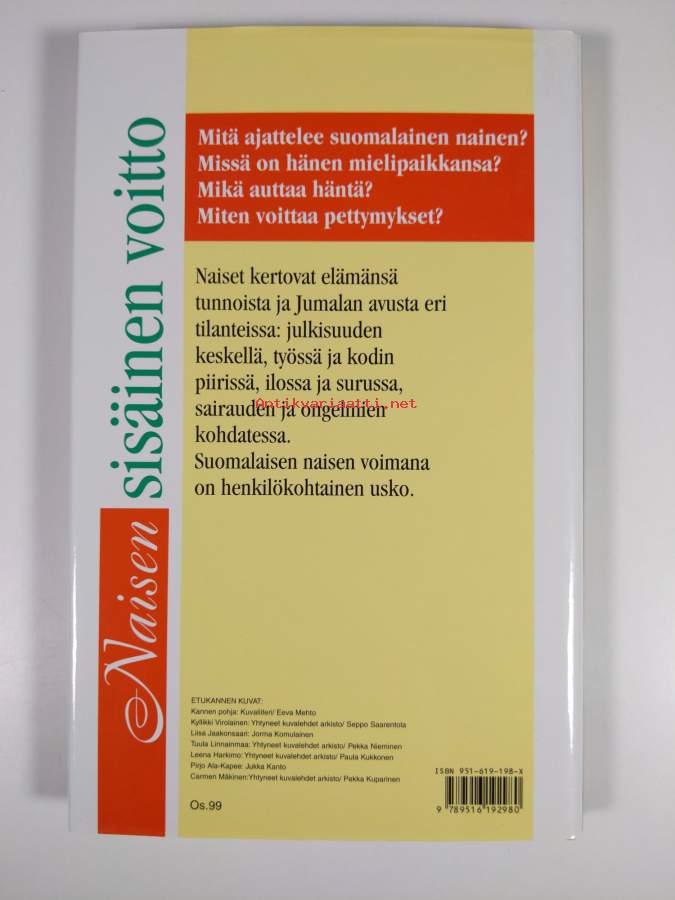 Naisen sisäinen voitto
Mitä ajattelee suomalainen nainen?
Missä on hänen mielipaikkansa?
Mikä auttaa häntä?
Miten voittaa pettymykset?
Naiset kertovat elämänsä
tunnoista ja Jumalan avusta eri
tilanteissa: julkisuuden
keskellä, työssä ja kodin
piirissä, ilossa ja surussa,
Antikvariaatti.net
sairauden ja ongelmien
kohdatessa.
Suomalaisen naisen voimana
on henkilökohtainen usko.
ETUKANNEN KUVAT:
Kannen pohja: Kuvaliiteri/ Eeva Mehto
Kyllikki Virolainen: Yhtyneet kuvalehdet arkisto/ Seppo Saarentola
Liisa Jaakonsaari: Jorma Komulainen
Tuula Linnainmaa: Yhtyneet kuvalehdet arkisto/ Pekka Nieminen
Leena Harkimo: Yhtyneet kuvalehdet arkisto/ Paula Kukkonen
Pirjo Ala-Kapee: Jukka Kanto
Carmen Mäkinen:Yhtyneet kuvalehdet arkisto/ Pekka Kuparinen
Os.99
ISBN 951-619-198-X
9 789516 192980